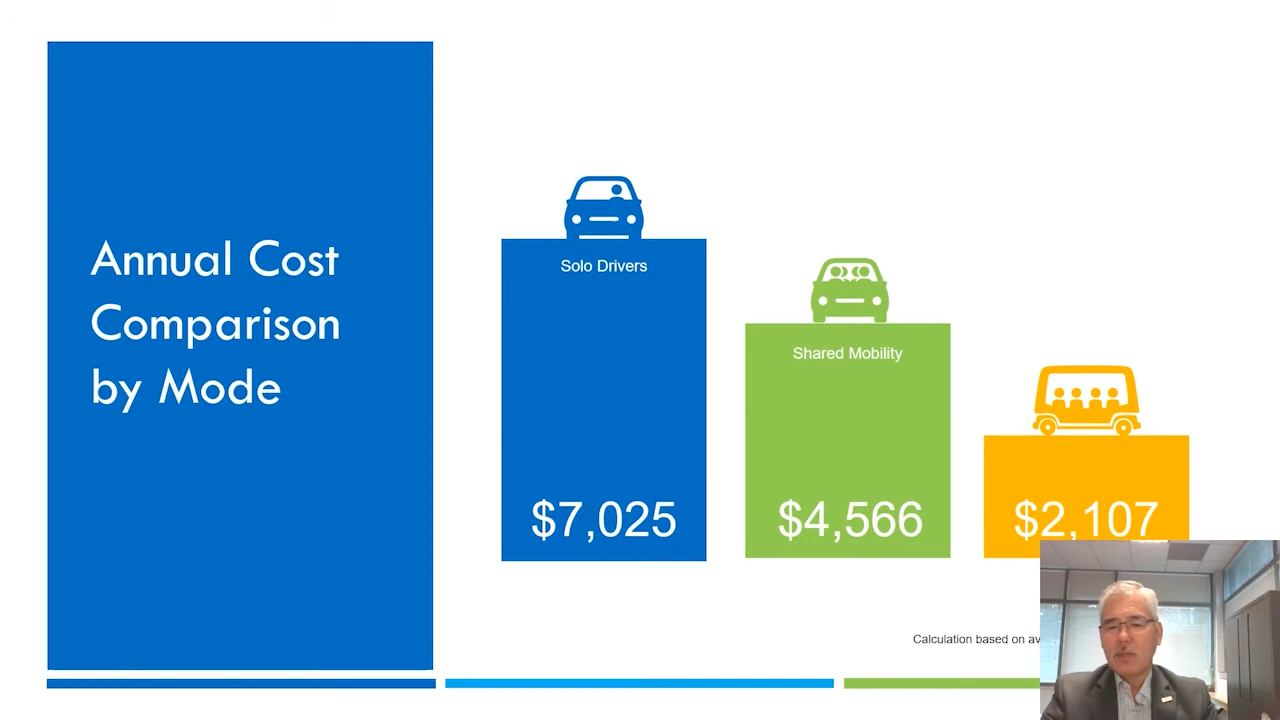 Annual Cost
Comparison
by Mode
Solo Drivers
$7,025
Shared Mobility
$4,566
$2,107
Calculation based on